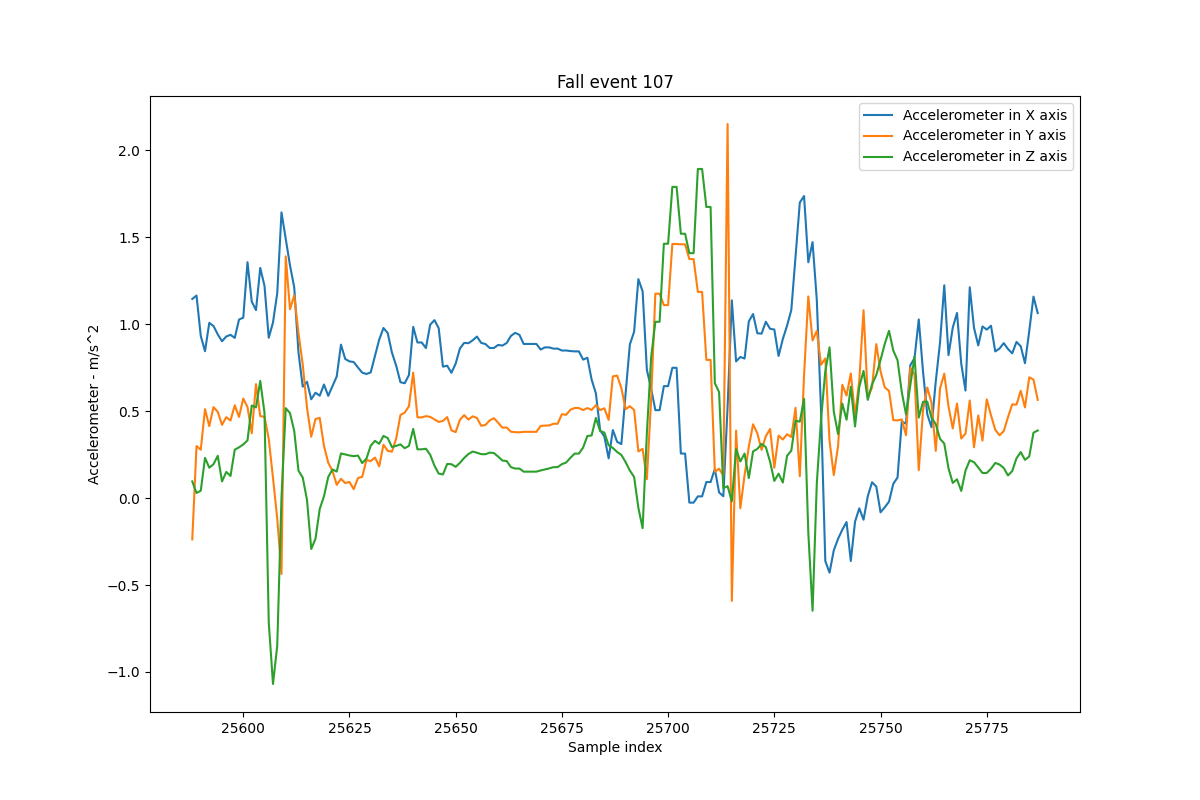 Fall event 107
Accelerometer in X axis
Accelerometer in Y axis
Accelerometer in Z axis
Accelerometer - m/s^2
2.0
1.5
1.0
0.5
0.0
−0.5
−1.0
25600 25625 25650 25675 25700 25725 25750 25775
Sample index